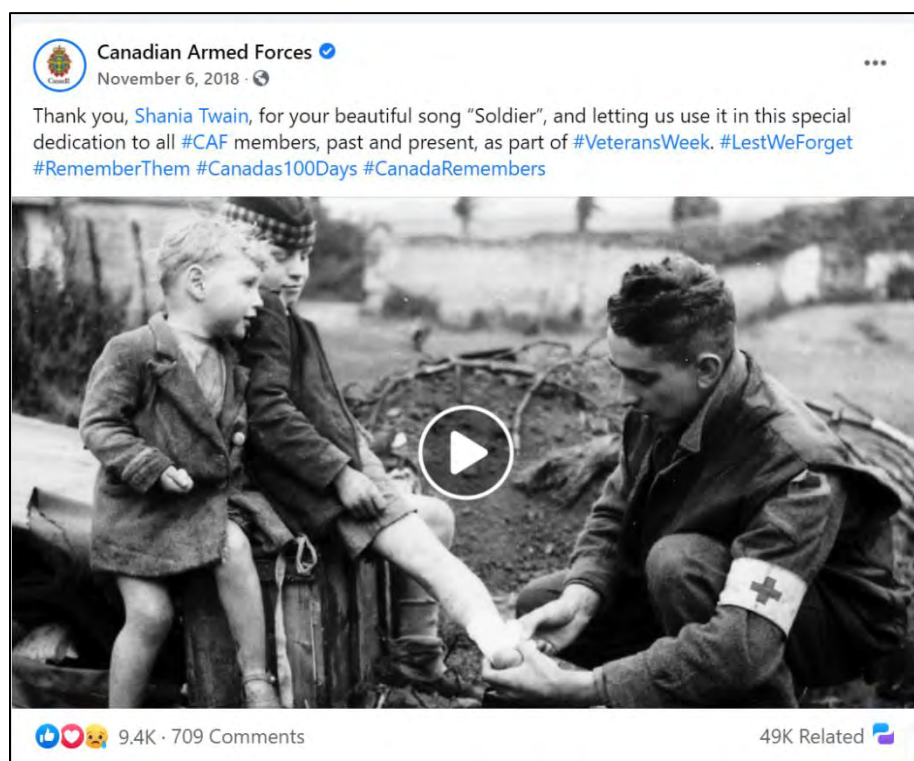 Canadian Armed Forces
November 6, 2018 ·
Thank you, Shania Twain, for your beautiful song “Soldier”, and letting us use it in this special
dedication to all #CAF members, past and present, as part of #VeteransWeek. #LestWeForget
#RememberThem #Canadas100Days #CanadaRemembers
9.4K · 709 Comments
49K Related